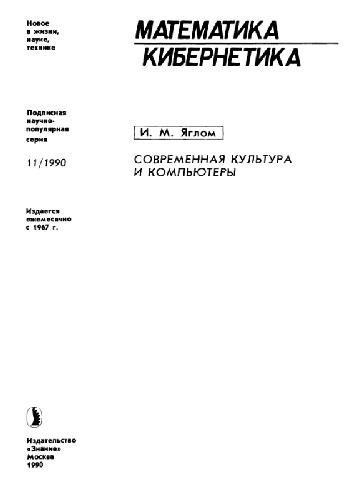 Новое
в жизни,
науке,
технике
МАТЕМАТИКА
КИБЕРНЕТИКА
Подписная
научно-
популярная
серия
11/1990
И. М. Яглом
СОВРЕМЕННАЯ КУЛЬТУРА
И КОМПЬЮТЕРЫ
Издается
ежемесячно
с 1967 г.
Издательство
«Знание»
Москва
1990